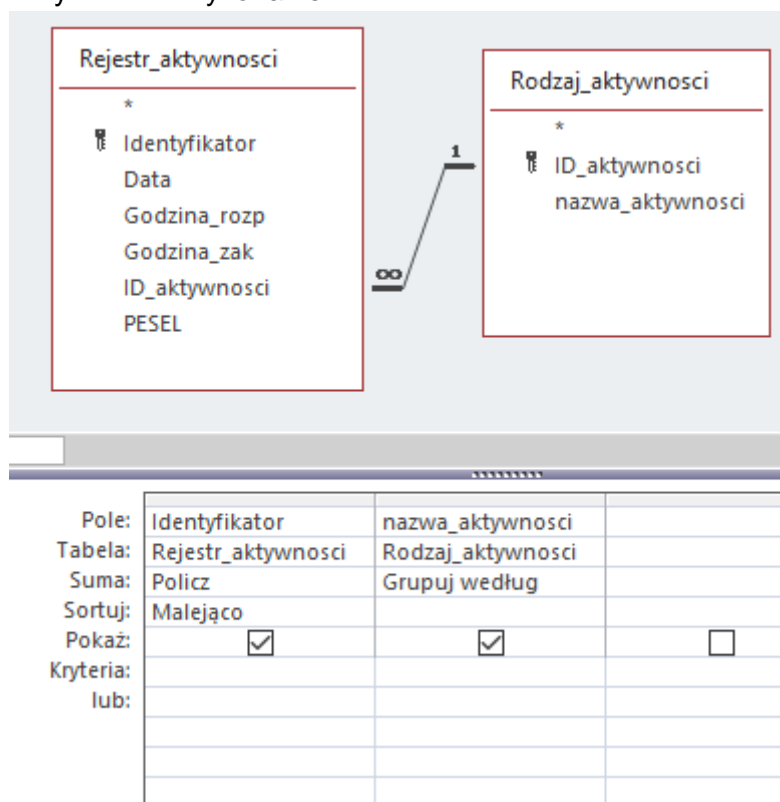 Rejestr_aktywnosci
*
Identyfikator
Data
Godzina_rozp
Godzina_zak
ID_aktywnosci
PESEL
Rodzaj_aktywnosci
*
ID_aktywnosci
nazwa_aktywnosci
1
∞
Pole: Identyfikator nazwa_aktywnosci
Tabela: Rejestr_aktywnosci Rodzaj_aktywnosci
Suma: Policz Grupuj według
Sortuj: Malejąco
Pokaż:
Kryteria:
lub: